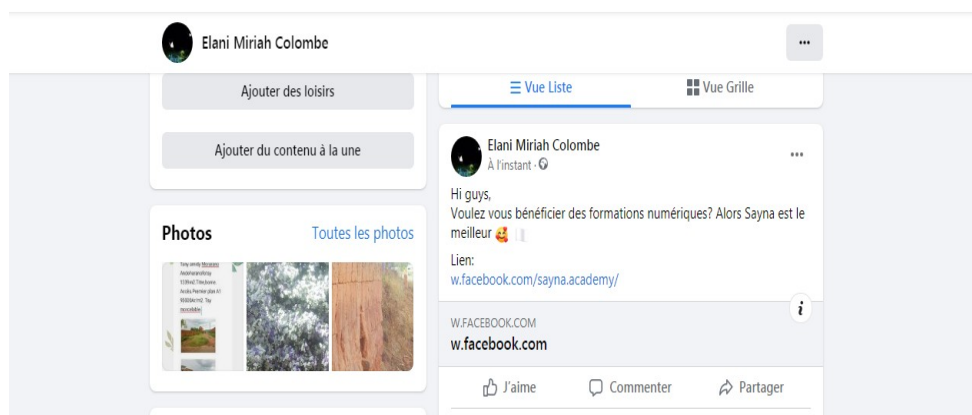 Elani Miriah Colombe
Ajouter des loisirs
Ajouter du contenu à la une
Photos
Toutes les photos
Vue Liste
Vue Grille
Elani Miriah Colombe
À l'instant ·
Hi guys,
Voulez vous bénéficier des formations numériques? Alors Sayna est le
meilleur 🥰
Lien:
w.facebook.com/sayna.academy/
W.FACEBOOK.COM
w.facebook.com
J'aime
Commenter
Partager